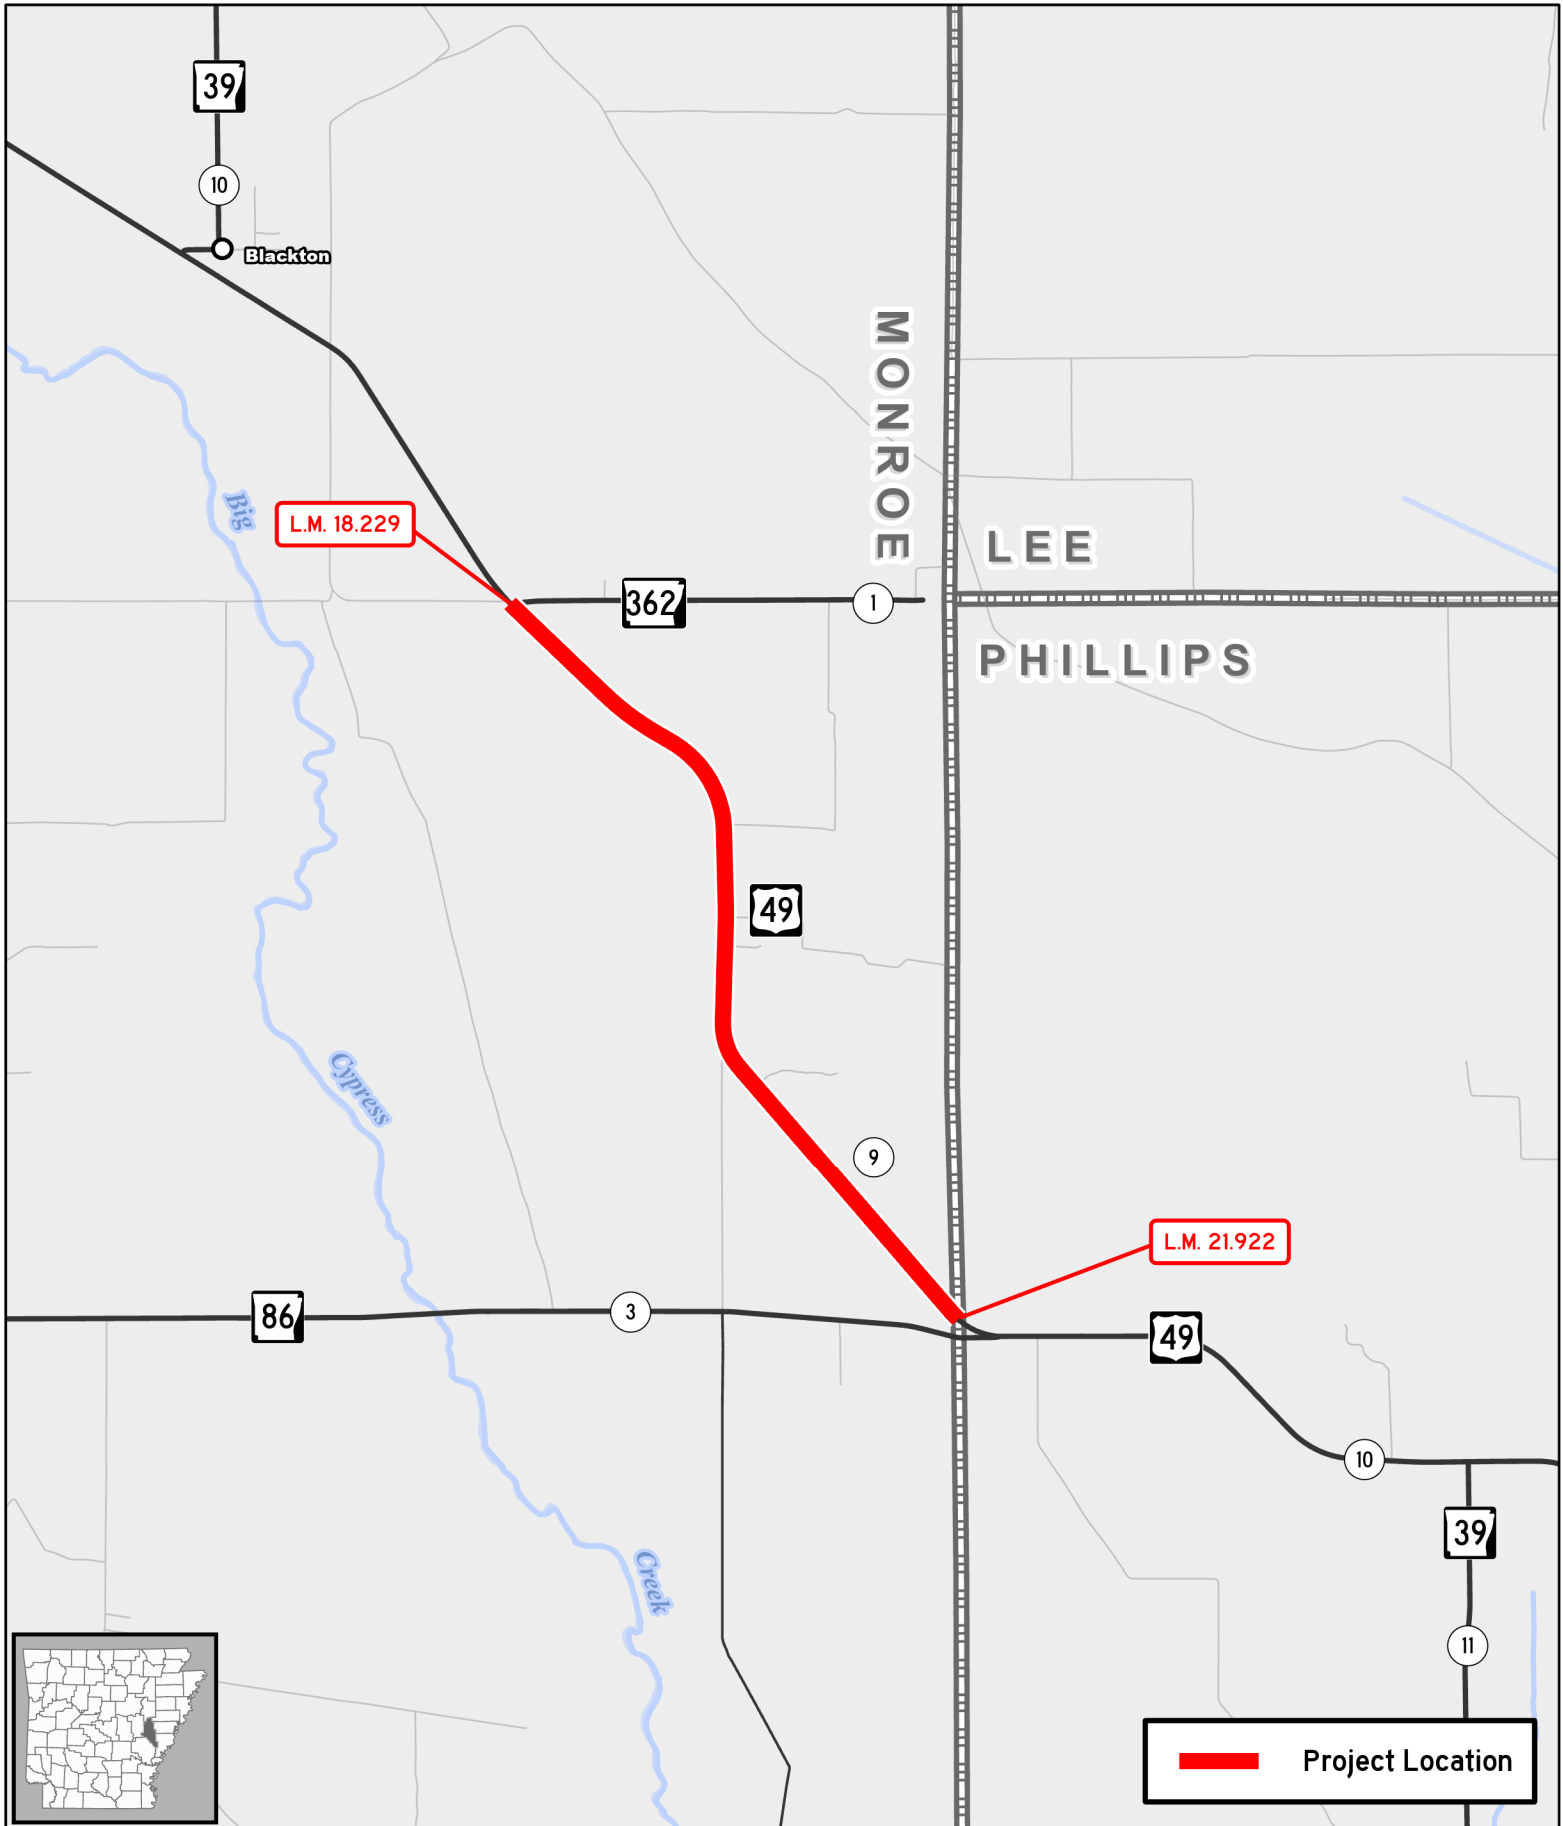 39
10
Blackton
MONROE
Big
L.M. 18.229
362
1
LEE
PHILLIPS
49
Cypress
9
L.M. 21.922
86
3
49
10
39
Creek
11
Project Location